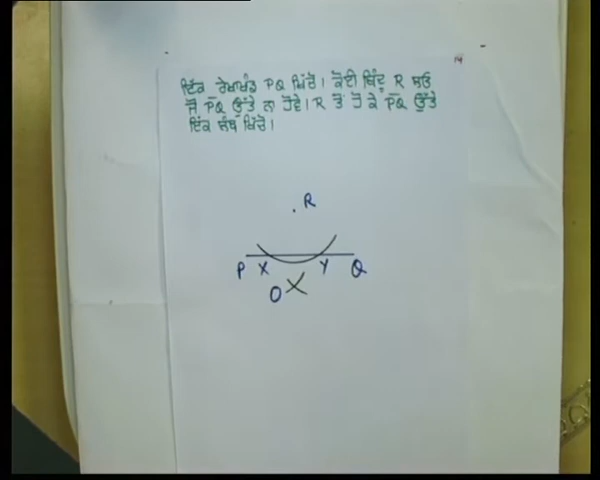 ਇੱਕ ਰੇਖਾਖੰਡ PQ ਖਿੱਚੋ। ਕੋਈ ਬਿੰਦੂ R ਲਓ
ਜੋ PQ ਉੱਤੇ ਨਾ ਹੋਵੇ। R ਤੋਂ ਹੋ ਕੇ PQ ਉੱਤੇ
ਇੱਕ ਲੰਬ ਖਿੱਚੋ।
R
P X Y Q
O